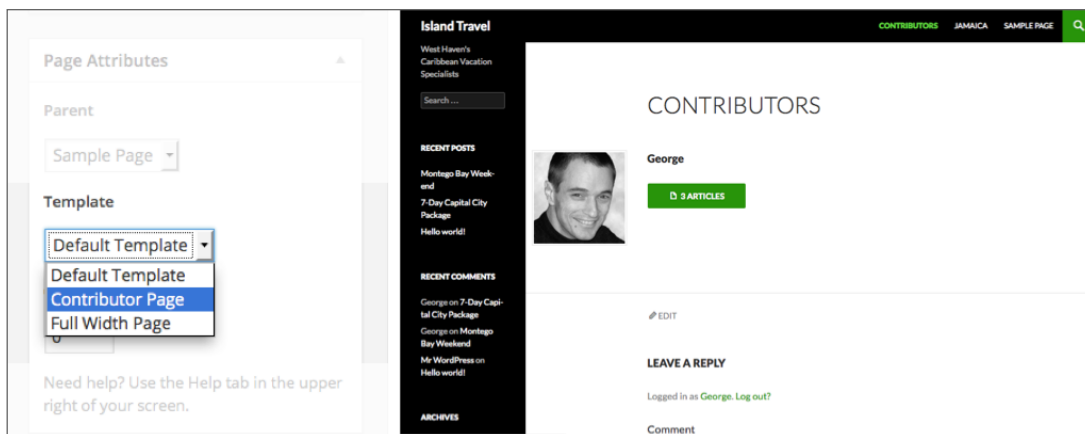 Page Attributes
Parent
Sample Page
Template
Default Template
Default Template
Contributor Page
Full Width Page
0
Need help? Use the Help tab in the upper
right of your screen.
Island Travel
West Haven's
Caribbean Vacation
Specialists
Search ...
RECENT POSTS
Montego Bay Week-
end
7-Day Capital City
Package
Hello world!
RECENT COMMENTS
George on 7-Day Capi-
tal City Package
George on Montego
Bay Weekend
Mr WordPress on
Hello world!
ARCHIVES
CONTRIBUTORS JAMAICA SAMPLE PAGE
CONTRIBUTORS
George
3 ARTICLES
EDIT
LEAVE A REPLY
Logged in as George. Log out?
Comment